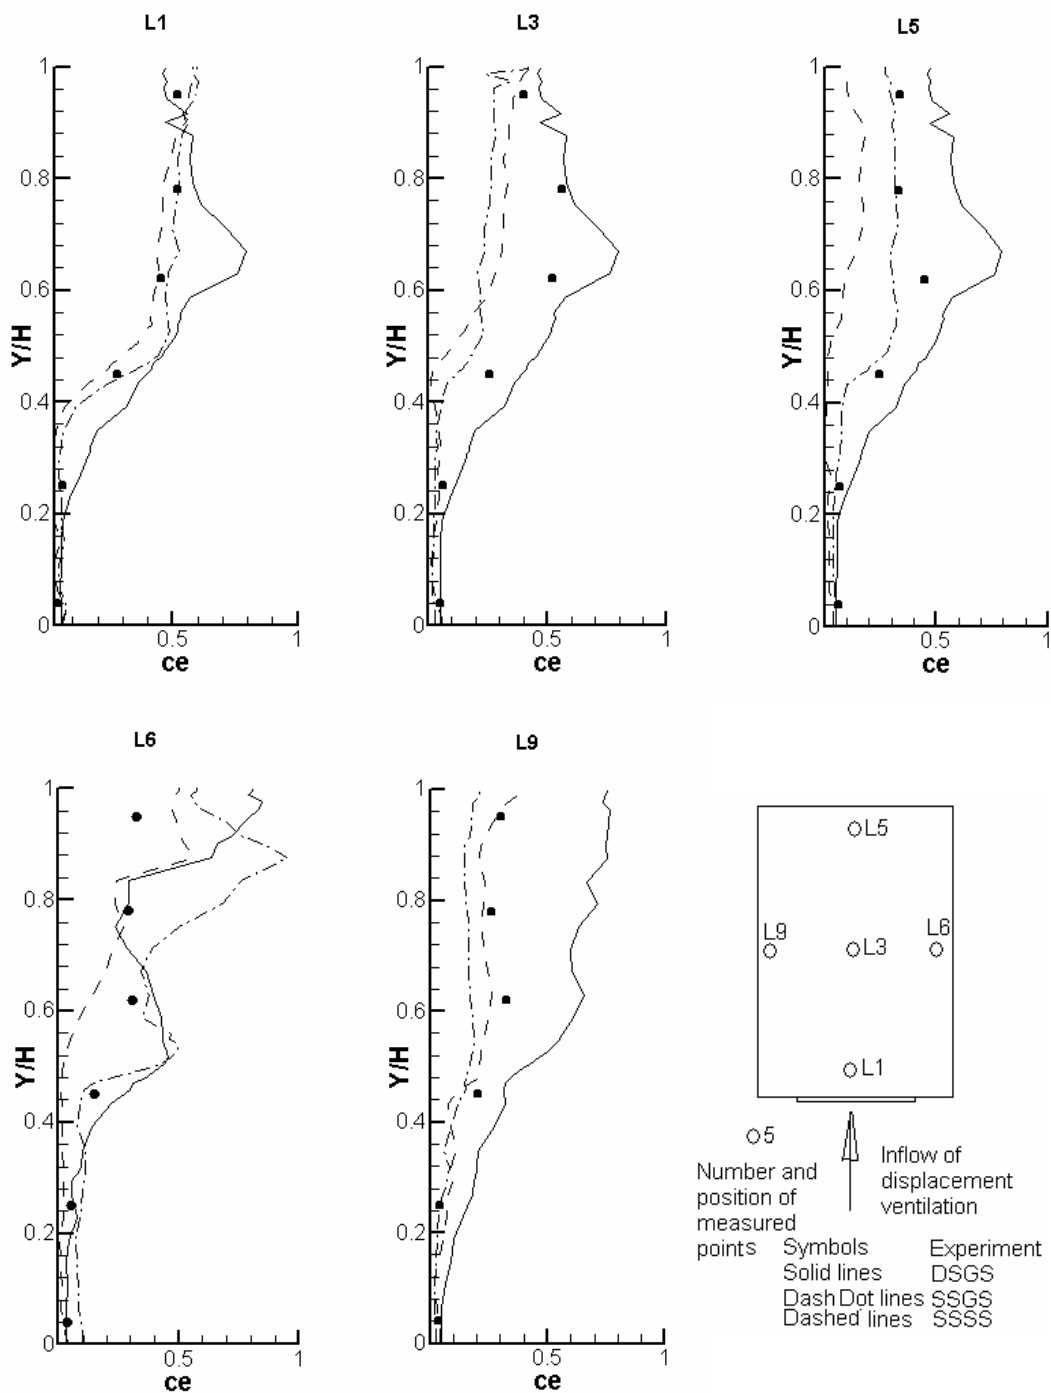 L1
L3
L5
1
0.8
0.6
0.4
0.2
0
Y/H
0.5
1
ce
1
0.8
0.6
0.4
0.2
0
Y/H
0.5
1
ce
1
0.8
0.6
0.4
0.2
0
Y/H
0.5
1
ce
L6
L9
1
0.8
0.6
0.4
0.2
0
Y/H
0.5
1
ce
1
0.8
0.6
0.4
0.2
0
Y/H
0.5
1
ce
L5
L9
L6
L3
L1
5
Number and
position of
measured
points
Inflow of
displacement
ventilation
Symbols Experiment
Solid lines DSGS
Dash Dot lines SSGS
Dashed lines SSSS